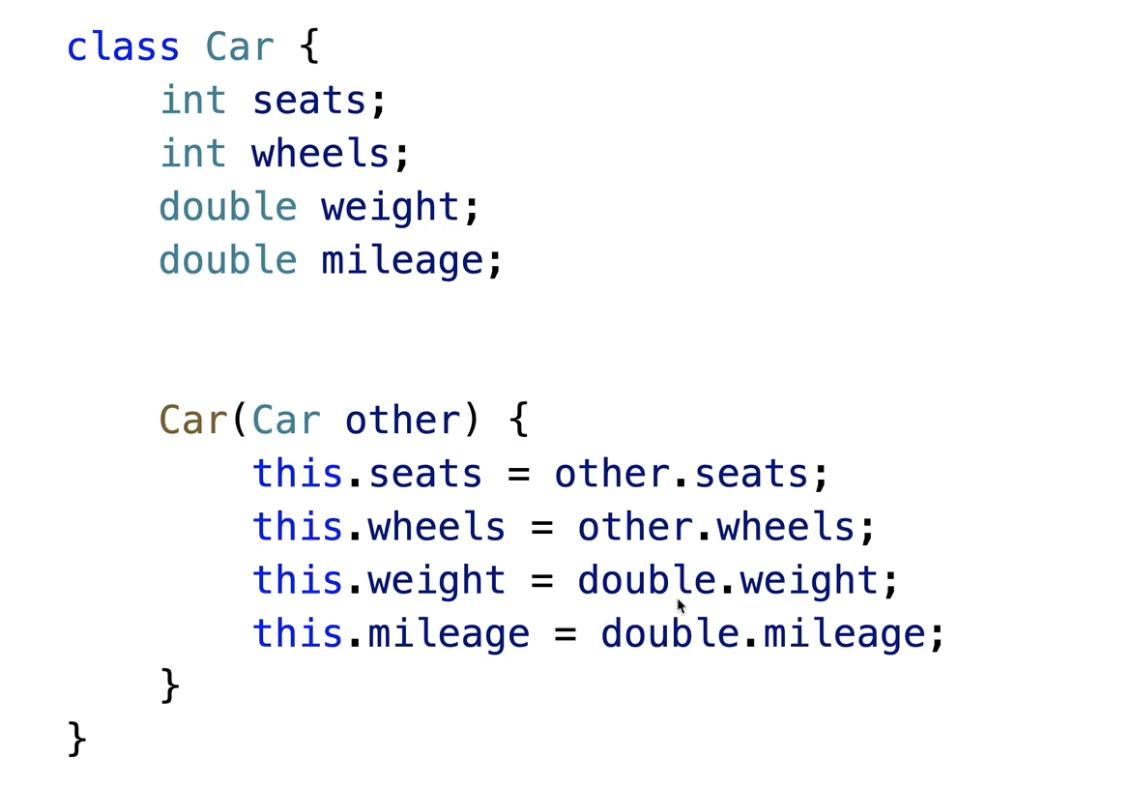 class Car {
    int seats;
    int wheels;
    double weight;
    double mileage;
    Car(Car other) {
        this.seats = other.seats;
        this.wheels = other.wheels;
        this.weight = double.weight;
        this.mileage = double.mileage;
    }
}